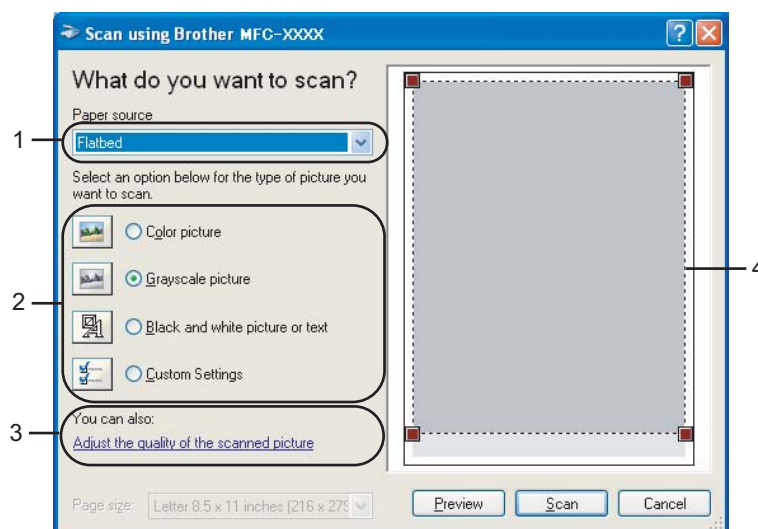 Scan using Brother MFC-XXXX
What do you want to scan?
Paper source
1
Flatbed
Select an option below for the type of picture you
want to scan.
Color picture
Grayscale picture
2
Black and white picture or text
Custom Settings
You can also:
3
Adjust the quality of the scanned picture
4
Page size: Letter 8.5 x 11 inches (216 x 279
Preview Scan Cancel